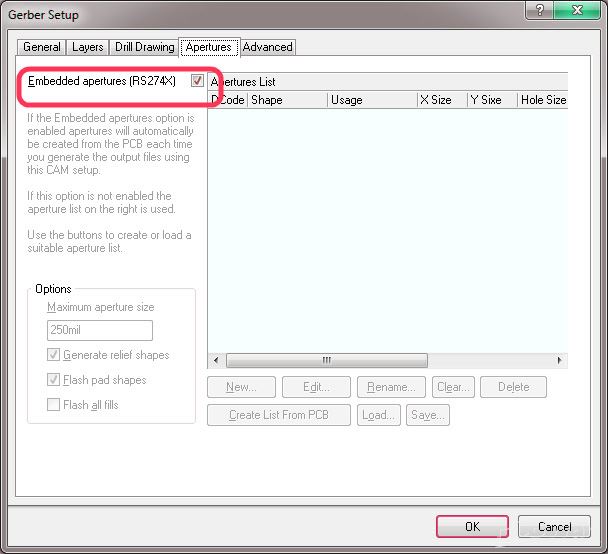 Gerber Setup
General
Layers
Drill Drawing
Apertures
Advanced
Embedded apertures (RS274X)
If the Embedded apertures option is
enabled apertures will automatically
be created from the PCB each time
you generate the output files using
this CAM setup.
If this option is not enabled the
aperture list on the right is used.
Use the buttons to create or load a
suitable aperture list.
Options
Maximum aperture size
250mil
Generate relief shapes
Flash pad shapes
Flash all fills
Apertures List
DCode Shape Usage X Size Y Sixe Hole Size
New... Edit... Rename... Clear... Delete
Create List From PCB Load... Save...
OK Cancel